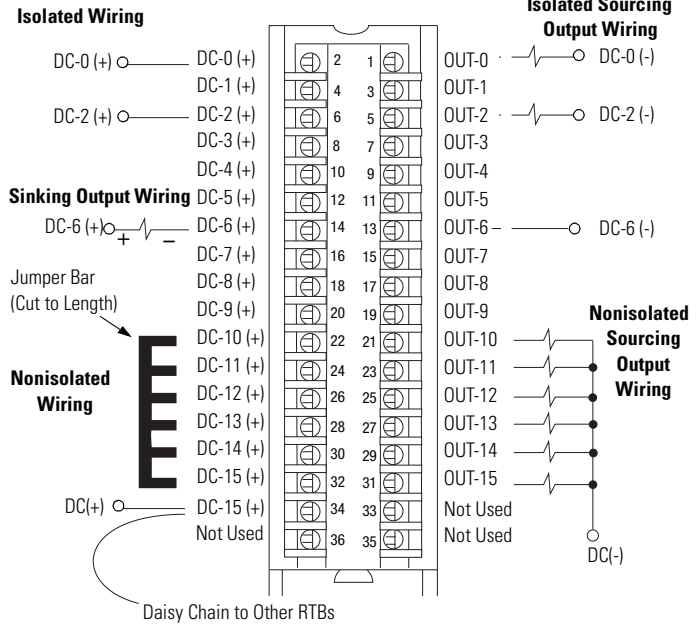 Isolated Wiring
Isolated Sourcing
Output Wiring
DC-0 (+) DC-0 (+) 2 1 OUT-0 DC-0 (-)
DC-1 (+) 4 3 OUT-1
DC-2 (+) DC-2 (+) 6 5 OUT-2 DC-2 (-)
DC-3 (+) 8 7 OUT-3
DC-4 (+) 10 9 OUT-4
Sinking Output Wiring DC-5 (+) 12 11 OUT-5
DC-6 (+) + – DC-6 (+) 14 13 OUT-6 DC-6 (-)
DC-7 (+) 16 15 OUT-7
Jumper Bar
(Cut to Length)
DC-8 (+) 18 17 OUT-8
DC-9 (+) 20 19 OUT-9
Nonisolated
Sourcing
Output
Wiring
DC-10 (+) 22 21 OUT-10
DC-11 (+) 24 23 OUT-11
Nonisolated
Wiring
DC-12 (+) 26 25 OUT-12
DC-13 (+) 28 27 OUT-13
DC-14 (+) 30 29 OUT-14
DC-15 (+) 32 31 OUT-15
DC(+) DC-15 (+) 34 33 Not Used
Not Used 36 35 Not Used
DC(-)
Daisy Chain to Other RTBs